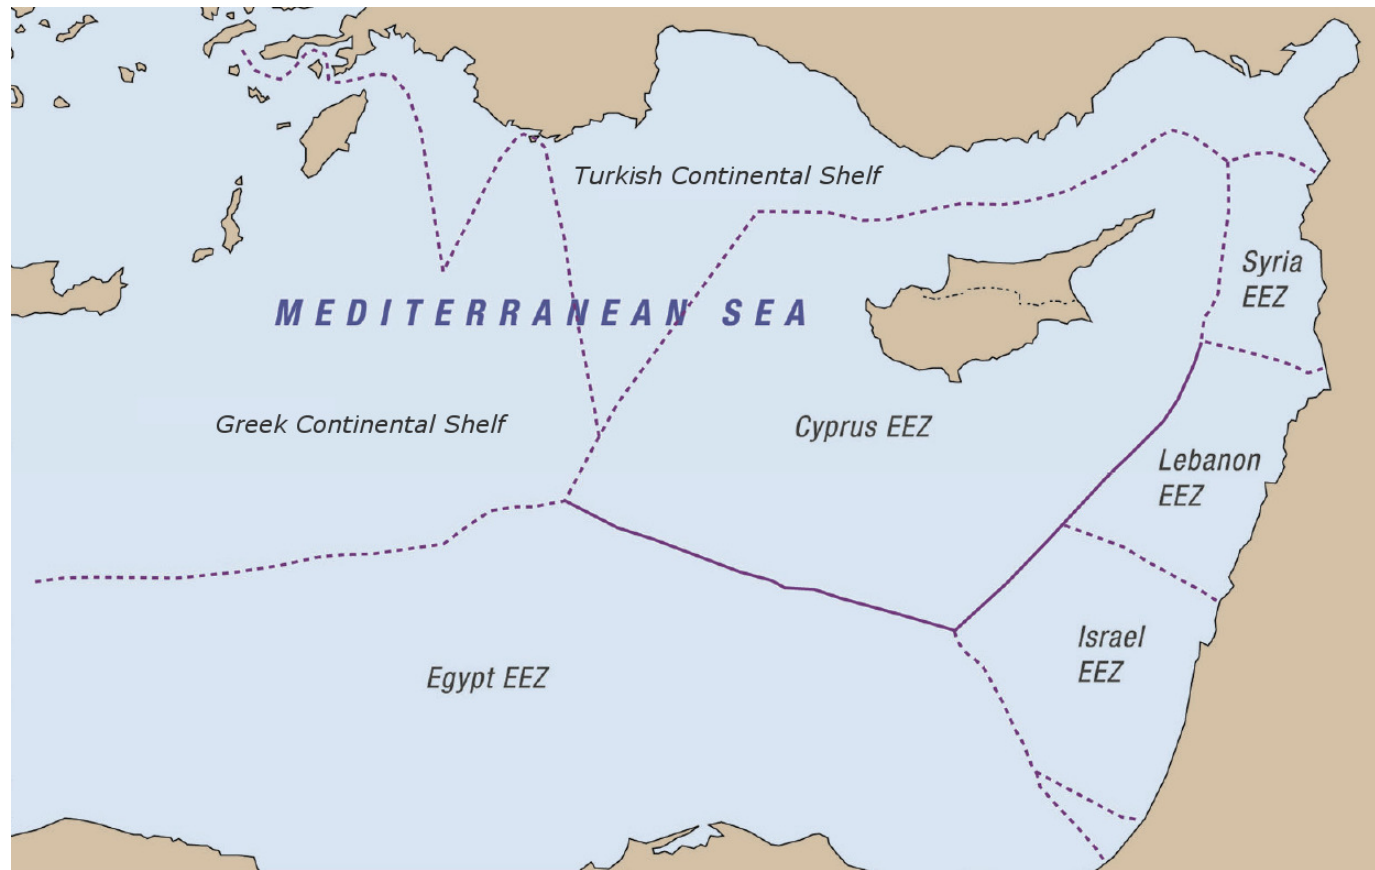 Turkish Continental Shelf
Syria
EEZ
MEDITERRANEAN SEA
Greek Continental Shelf
Cyprus EEZ
Lebanon
EEZ
Israel
EEZ
Egypt EEZ